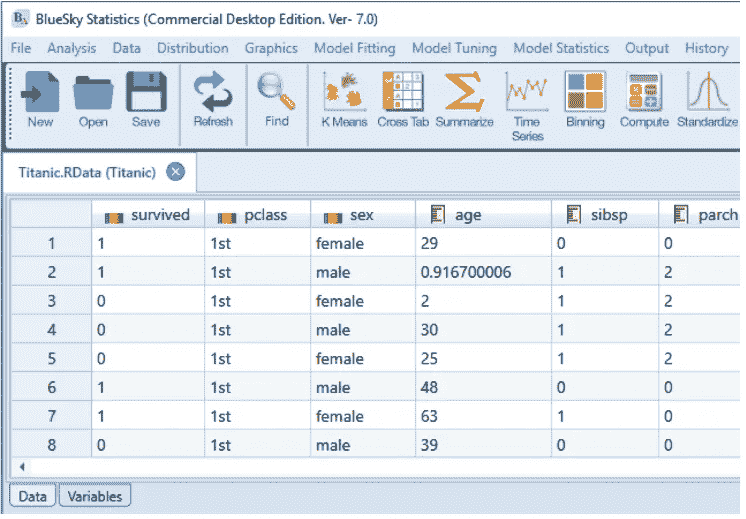 BlueSky Statistics (Commercial Desktop Edition. Ver- 7.0)
File Analysis Data Distribution Graphics Model Fitting Model Tuning Model Statistics Output History
New Open Save Refresh Find K Means Cross Tab Summarize Time Series Binning Compute Standardize
Titanic.RData (Titanic)
survived pclass sex age sibsp parch
1 1 1st female 29 0 0
2 1 1st male 0.916700006 1 2
3 0 1st female 2 1 2
4 0 1st male 30 1 2
5 0 1st female 25 1 2
6 1 1st male 48 0 0
7 1 1st female 63 1 0
8 0 1st male 39 0 0
Data Variables